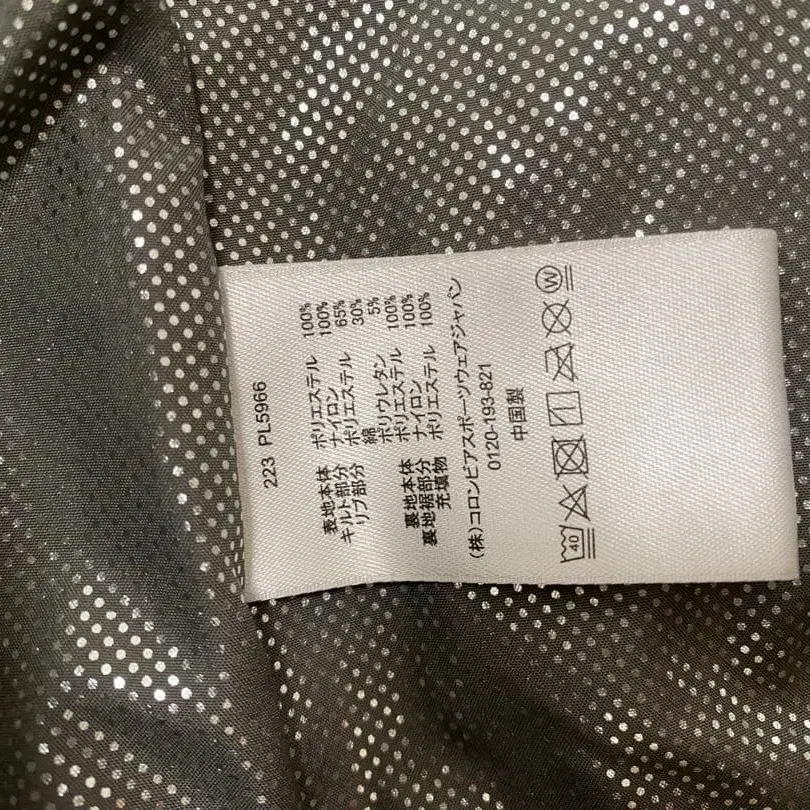 223 PL5966
表地本体 ポリエステル 100%
キルト部分 ナイロン 100%
リブ部分 ポリエステル 65%
綿 30%
ポリウレタン 5%
裏地本体 ポリエステル 100%
裏地裾部分 ナイロン 100%
充填物 ポリエステル 100%
(株)コロンビアスポーツウェアジャパン
0120-193-821
中国製
40 W